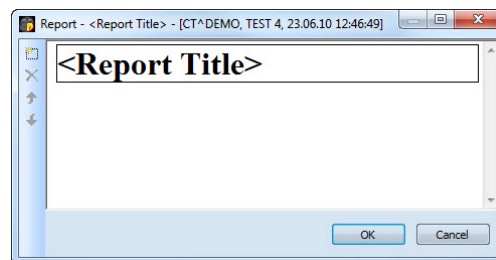 Report - <Report Title> - [CT^DEMO, TEST 4, 23.06.10 12:46:49]
<Report Title>
OK Cancel